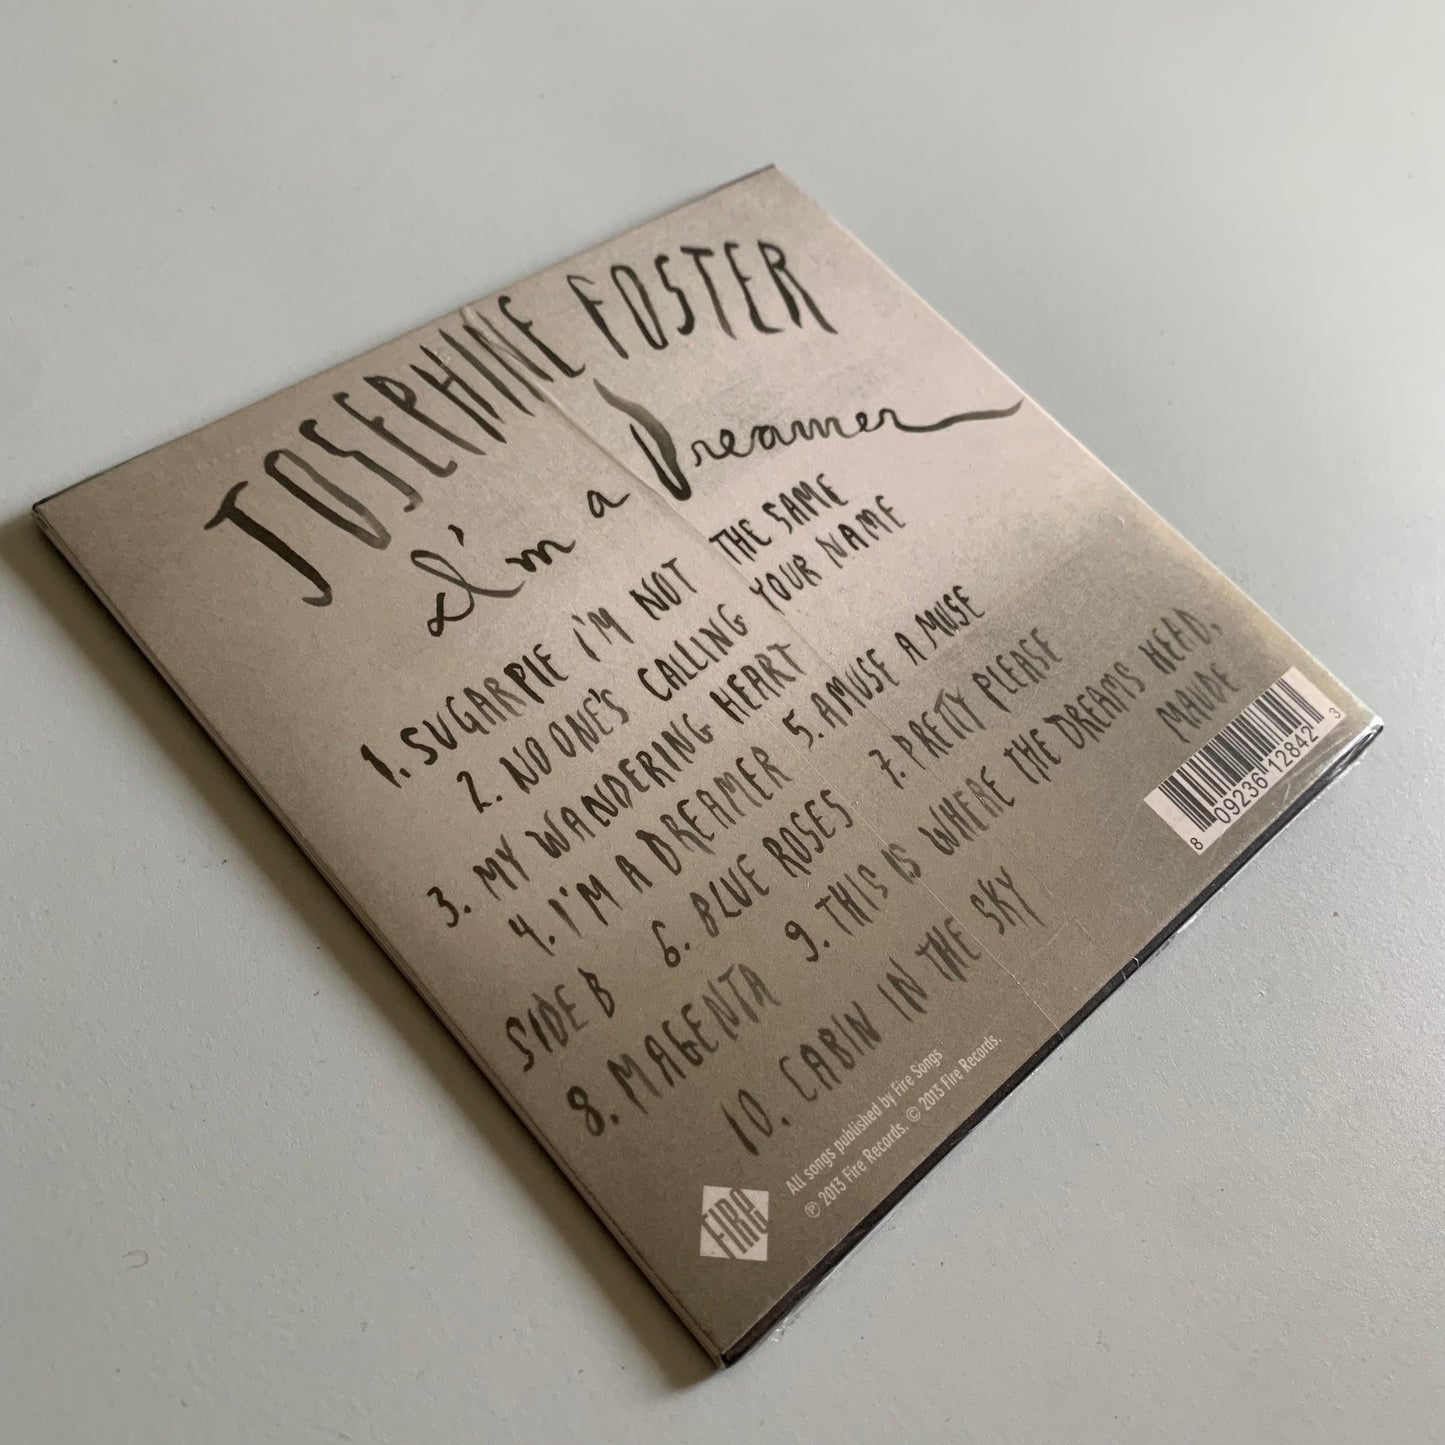 JOSEPHINE FOSTER
I'm a Dreamer
1. SUGARPIE I'M NOT THE SAME
2. NO ONE'S CALLING YOUR NAME
3. MY WANDERING HEART
4. I'M A DREAMER 5. AMUSE A MUSE
SIDE B 6. BLUE ROSES 7. PRETTY PLEASE
8. MAGENTA 9. THIS IS WHERE THE DREAMS HEAD,
MAUDE
10. CABIN IN THE SKY
8 09236 12842 3
All songs published by Fire Songs
℗ 2013 Fire Records. © 2013 Fire Records.
FIRE